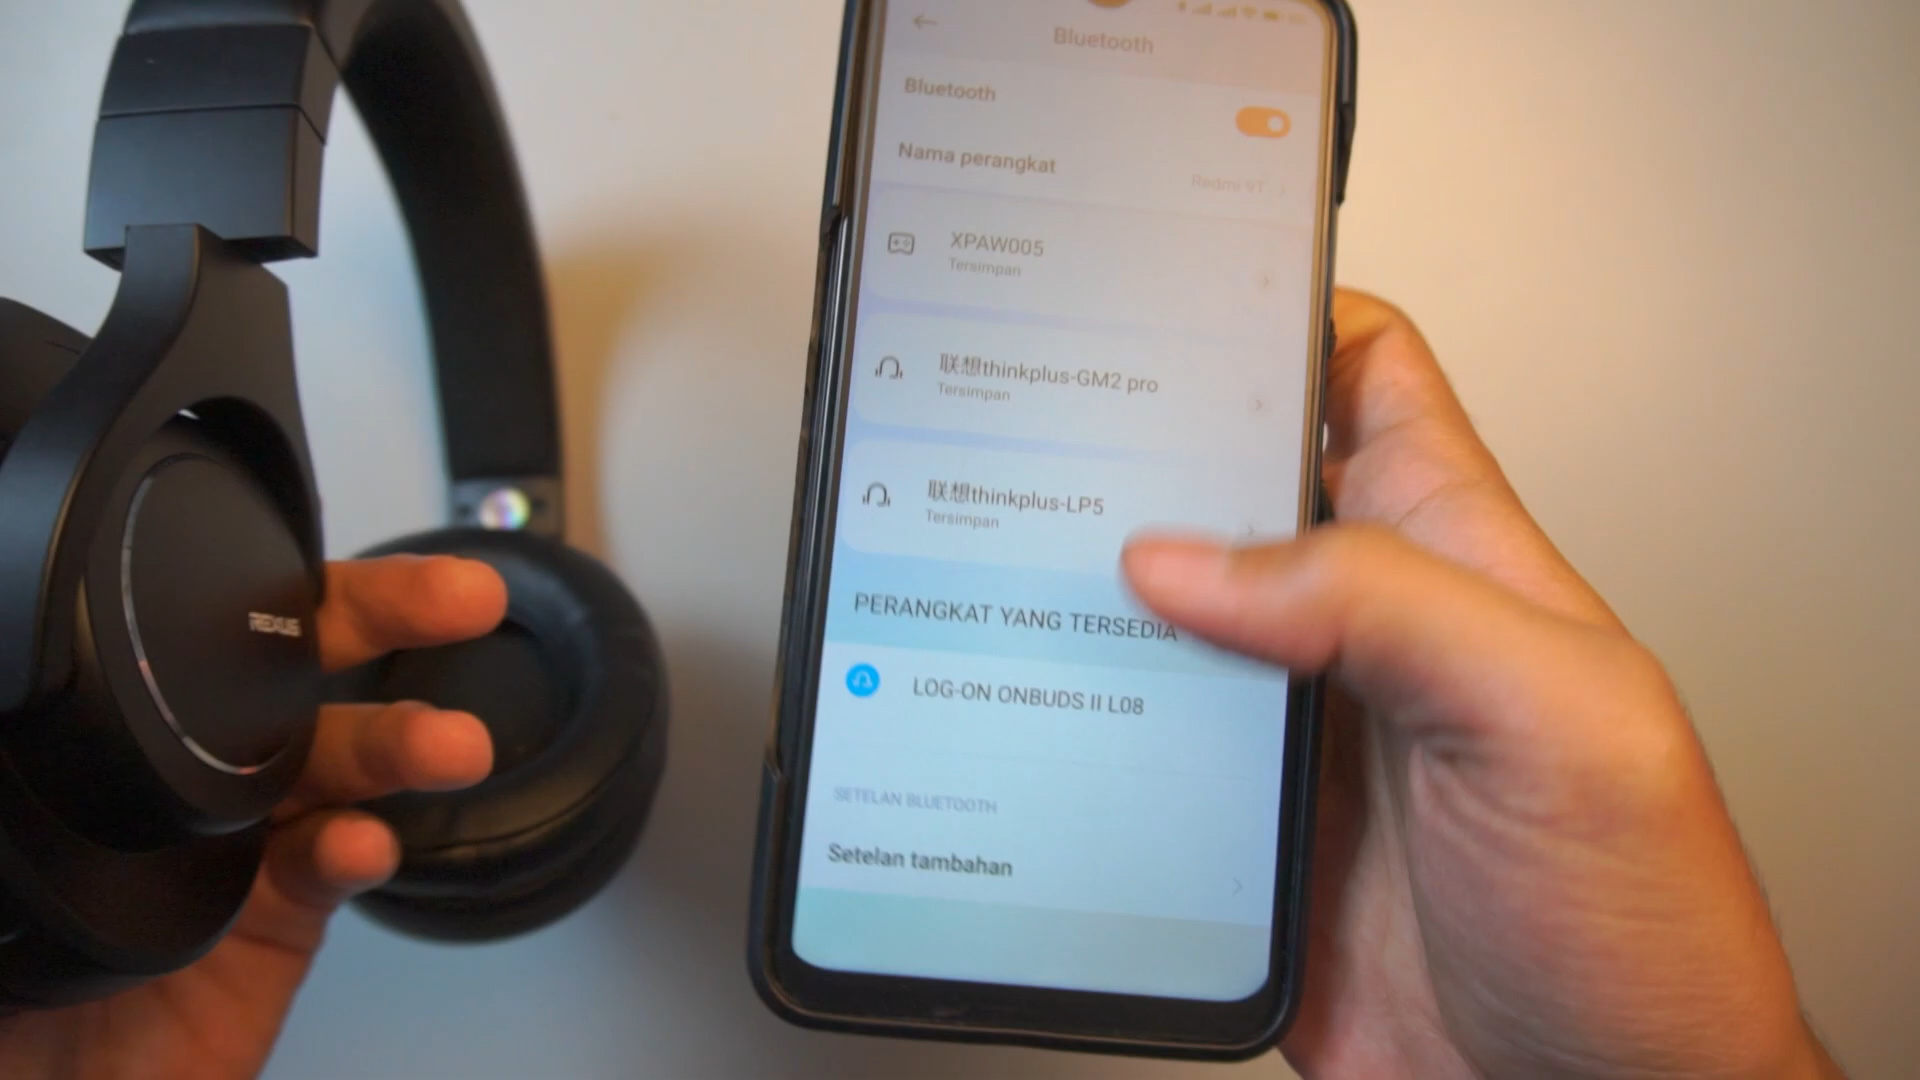 Bluetooth
Bluetooth
Nama perangkat
Redmi 9T
XPAW005
Tersimpan
联想thinkplus-GM2 pro
Tersimpan
联想thinkplus-LP5
Tersimpan
PERANGKAT YANG TERSEDIA
LOG-ON ONBUDS II L08
SETELAN BLUETOOTH
Setelan tambahan
REXUS